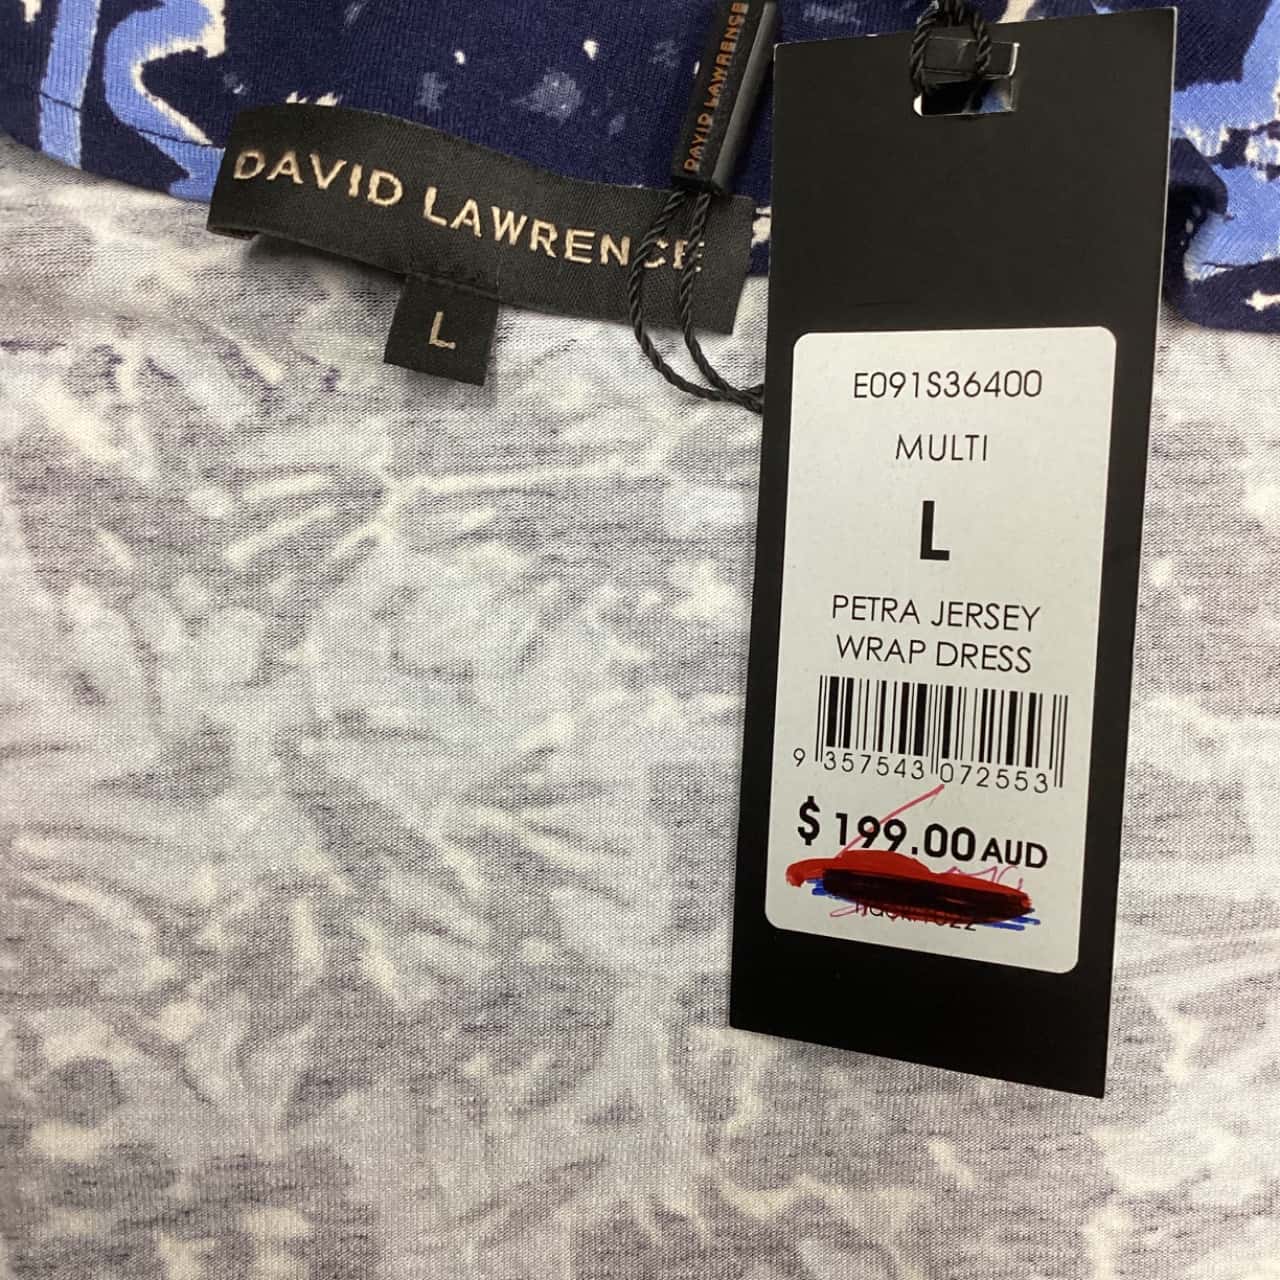 DAVID LAWRENCE
L
DAVID LAWRENCE
E091S36400
MULTI
L
PETRA JERSEY
WRAP DRESS
9 357543 072553
$199.00 AUD